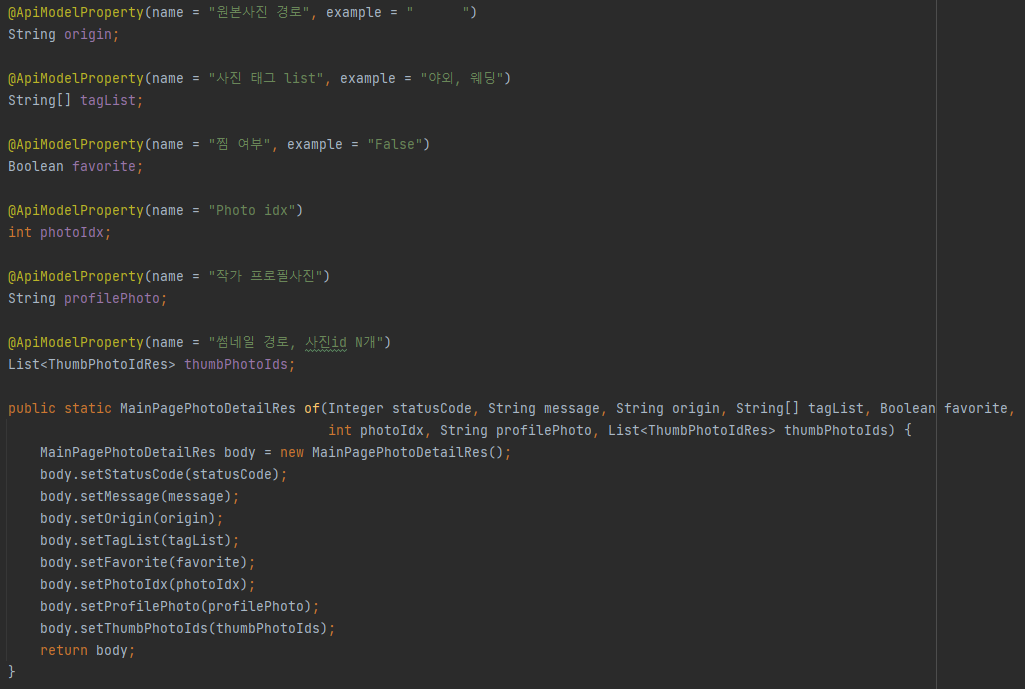 @ApiModelProperty(name = "원본사진 경로", example = "      ")
String origin;
@ApiModelProperty(name = "사진 태그 list", example = "야외, 웨딩")
String[] tagList;
@ApiModelProperty(name = "찜 여부", example = "False")
Boolean favorite;
@ApiModelProperty(name = "Photo idx")
int photoIdx;
@ApiModelProperty(name = "작가 프로필사진")
String profilePhoto;
@ApiModelProperty(name = "썸네일 경로, 사진id N개")
List<ThumbPhotoIdRes> thumbPhotoIds;
public static MainPagePhotoDetailRes of(Integer statusCode, String message, String origin, String[] tagList, Boolean favorite,
int photoIdx, String profilePhoto, List<ThumbPhotoIdRes> thumbPhotoIds) {
MainPagePhotoDetailRes body = new MainPagePhotoDetailRes();
body.setStatusCode(statusCode);
body.setMessage(message);
body.setOrigin(origin);
body.setTagList(tagList);
body.setFavorite(favorite);
body.setPhotoIdx(photoIdx);
body.setProfilePhoto(profilePhoto);
body.setThumbPhotoIds(thumbPhotoIds);
return body;
}